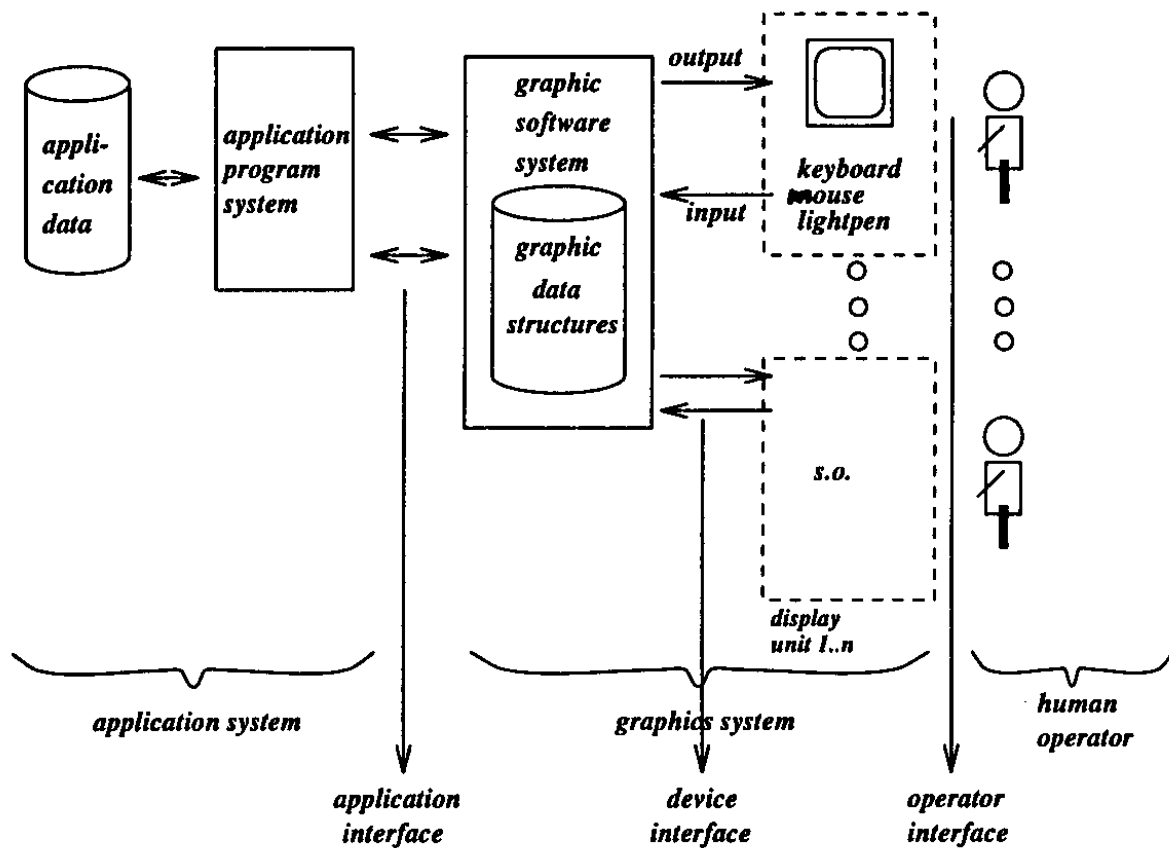 appli-
cation
data
application
program
system
graphic
software
system
graphic
data
structures
output
input
keyboard
mouse
lightpen
s.o.
display
unit 1..n
application system
graphics system
human
operator
application
interface
device
interface
operator
interface